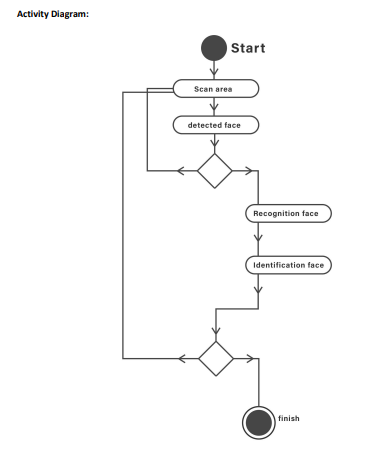 Activity Diagram:
Start
Scan area
detected face
Recognition face
Identification face
finish